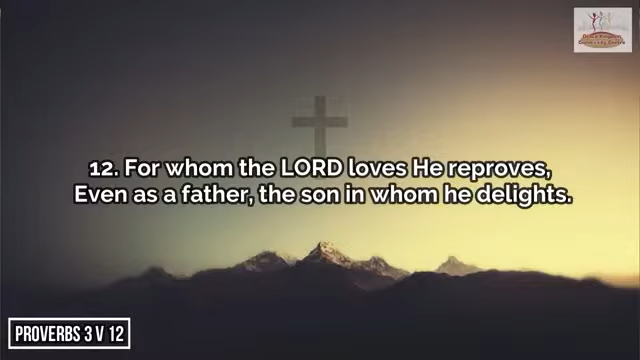 12. For whom the LORD loves He reproves,
Even as a father, the son in whom he delights.
PROVERBS 3 V 12